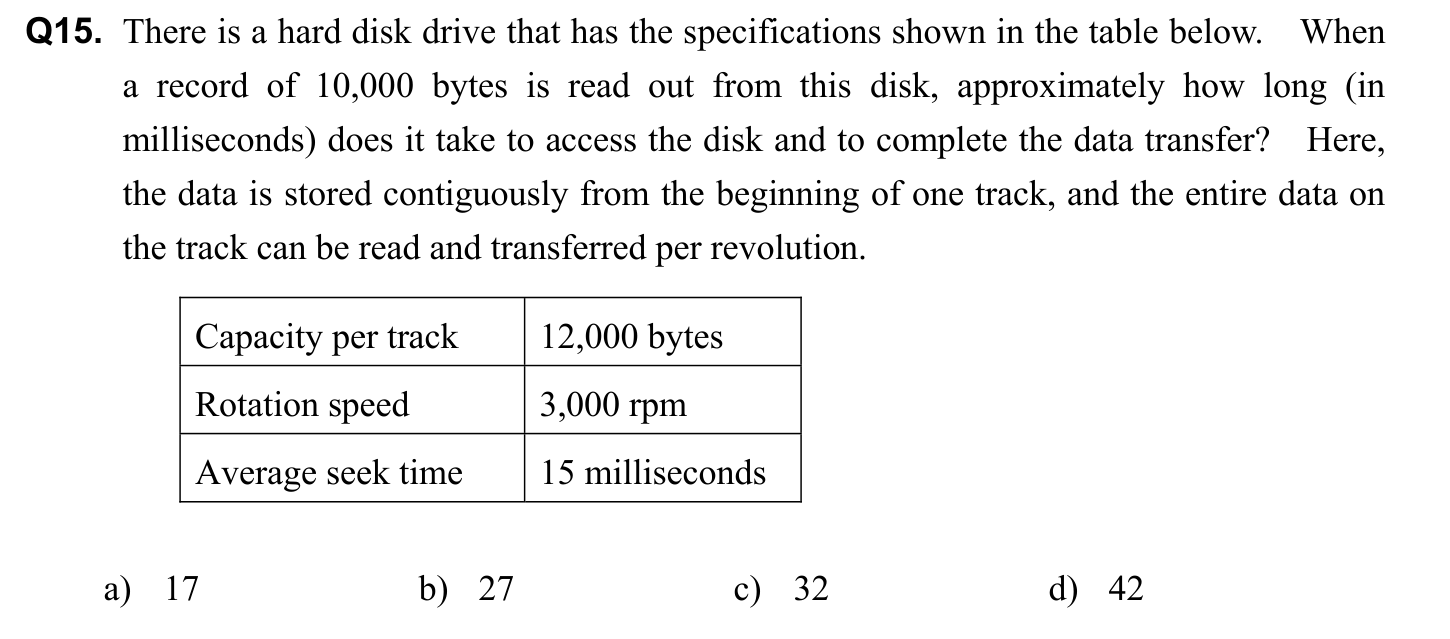 Q15. There is a hard disk drive that has the specifications shown in the table below. When
a record of 10,000 bytes is read out from this disk, approximately how long (in
milliseconds) does it take to access the disk and to complete the data transfer? Here,
the data is stored contiguously from the beginning of one track, and the entire data on
the track can be read and transferred per revolution.
Capacity per track 12,000 bytes
Rotation speed 3,000 rpm
Average seek time 15 milliseconds
a) 17 b) 27 c) 32 d) 42